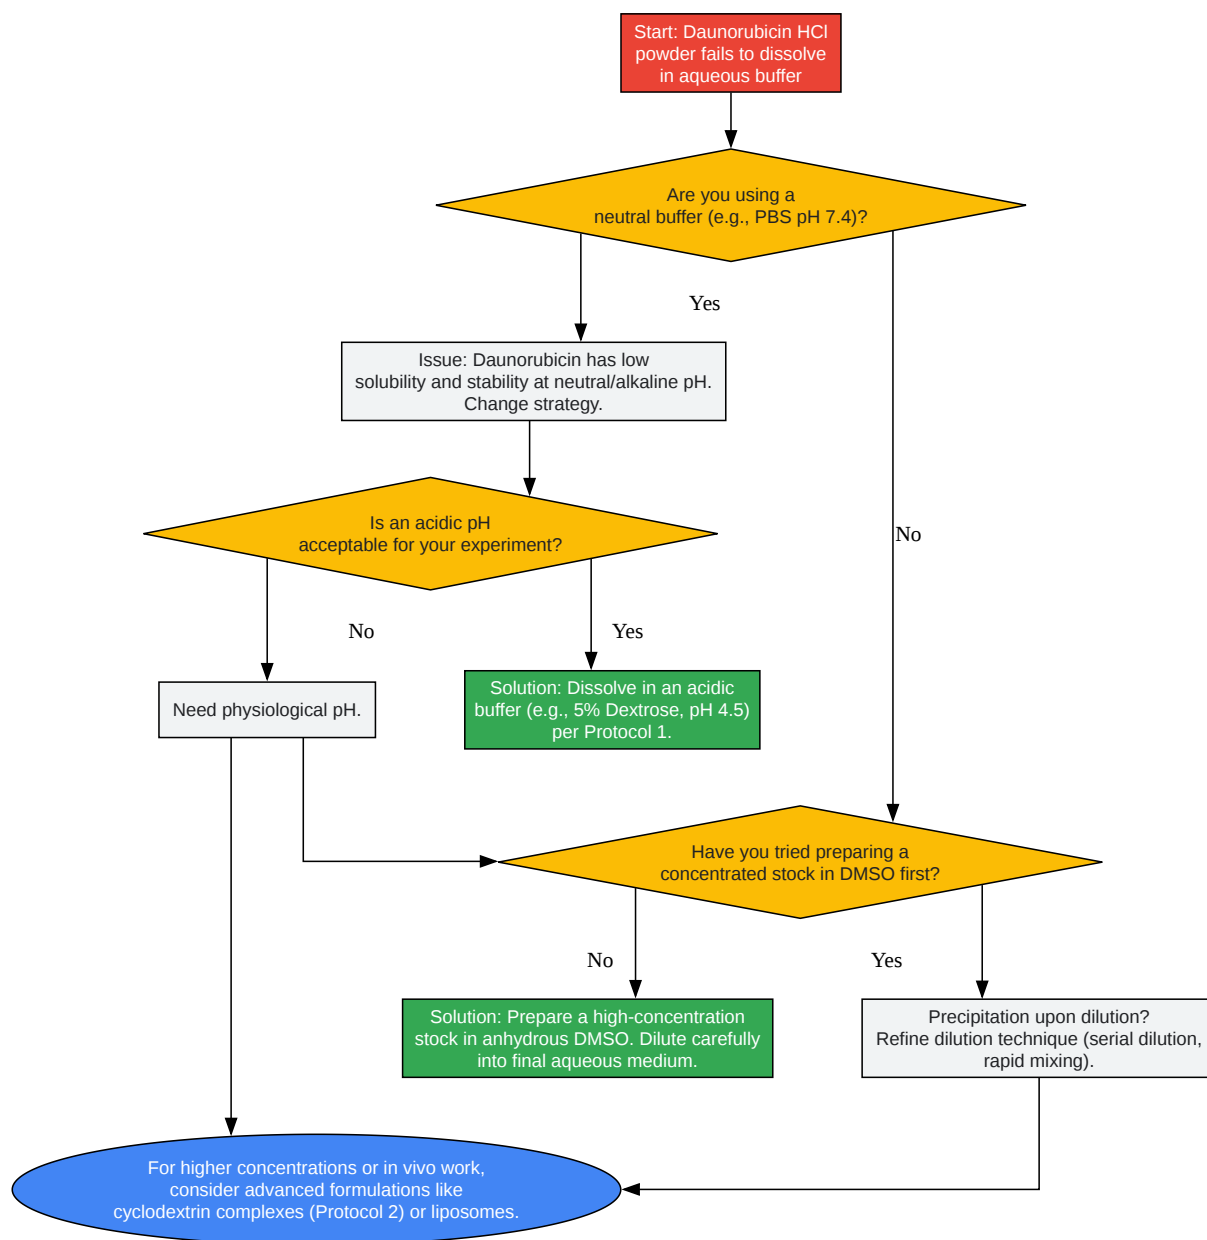 Start: Daunorubicin HCl
powder fails to dissolve
in aqueous buffer
Are you using a
neutral buffer (e.g., PBS pH 7.4)?
Yes
Issue: Daunorubicin has low
solubility and stability at neutral/alkaline pH.
Change strategy.
Is an acidic pH
acceptable for your experiment?
No
No
Yes
Need physiological pH.
Solution: Dissolve in an acidic
buffer (e.g., 5% Dextrose, pH 4.5)
per Protocol 1.
Have you tried preparing a
concentrated stock in DMSO first?
No
Yes
Solution: Prepare a high-concentration
stock in anhydrous DMSO. Dilute carefully
into final aqueous medium.
Precipitation upon dilution?
Refine dilution technique (serial dilution,
rapid mixing).
For higher concentrations or in vivo work,
consider advanced formulations like
cyclodextrin complexes (Protocol 2) or liposomes.